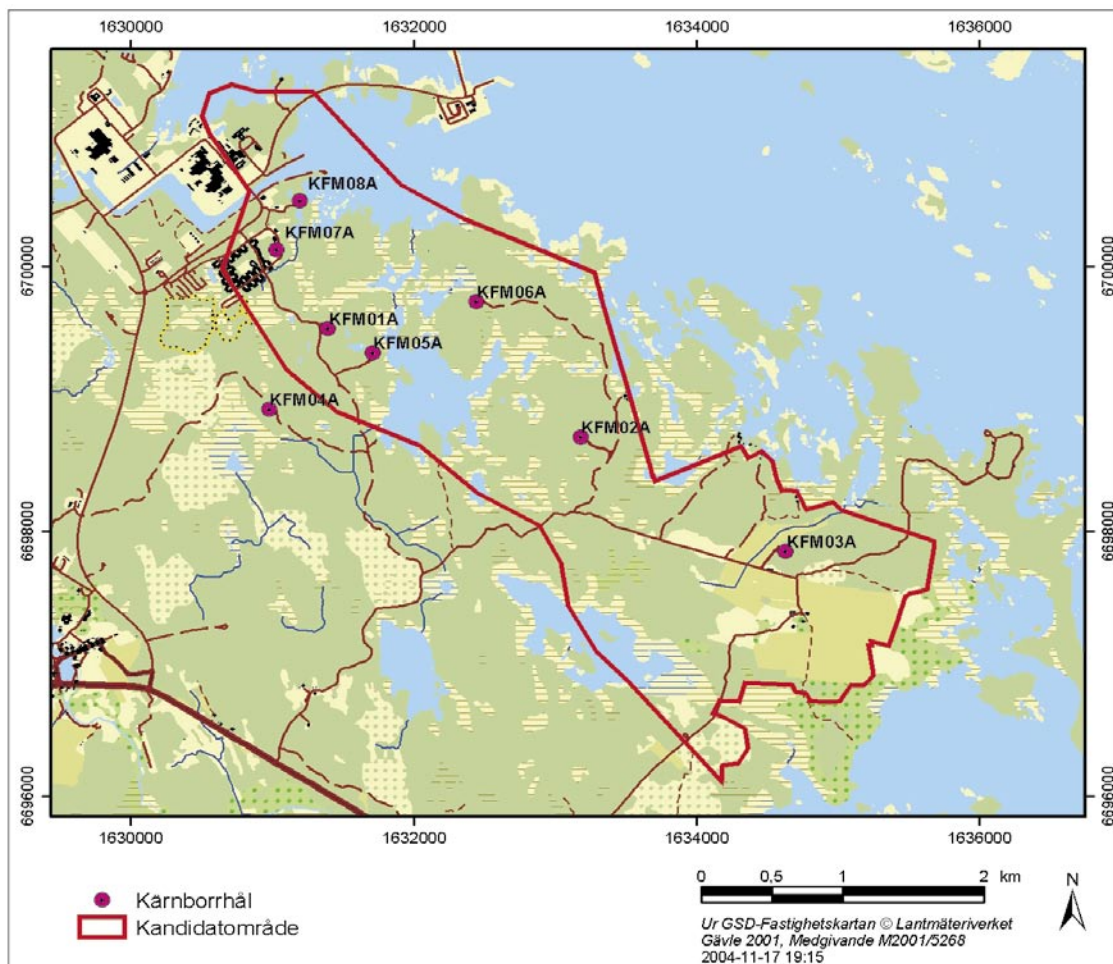 1630000 1632000 1634000 1636000
KFM08A
KFM07A
6700000 6700000
KFM06A
KFM01A
KFM05A
KFM04A
KFM02A
6698000 6698000
KFM03A
6696000 6696000
1630000 1632000 1634000 1636000
Kärnborrhål
Kandidatområde
0 0,5 1 2 km
N
Ur GSD-Fastighetskartan © Lantmäteriverket
Gävle 2001, Medgivande M2001/5268
2004-11-17 19:15